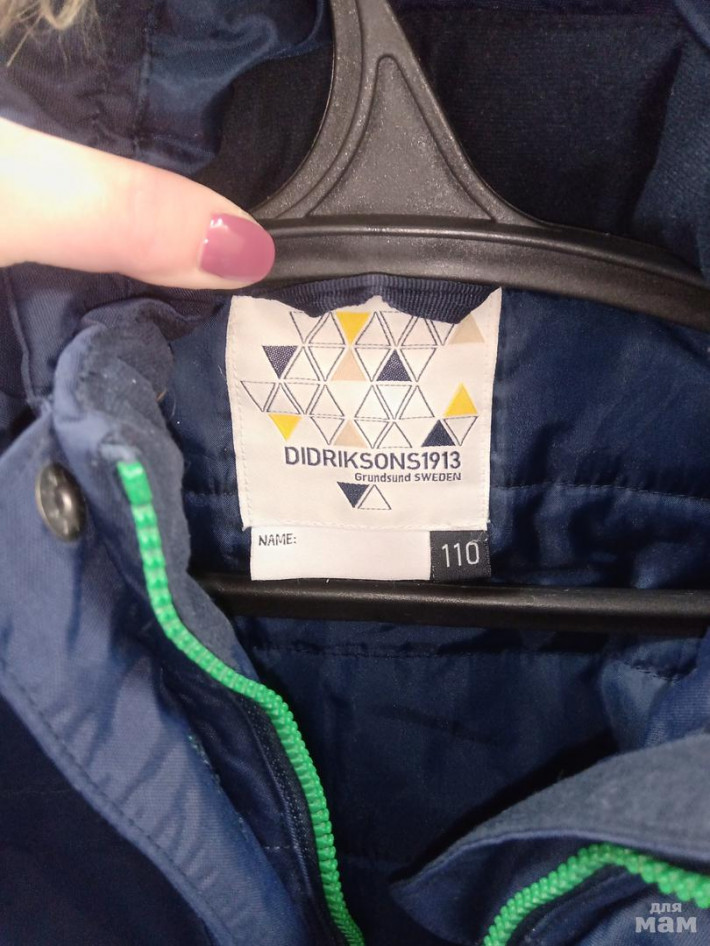 DIDRIKSONS1913
Grundsund SWEDEN
NAME:
110
для
мам